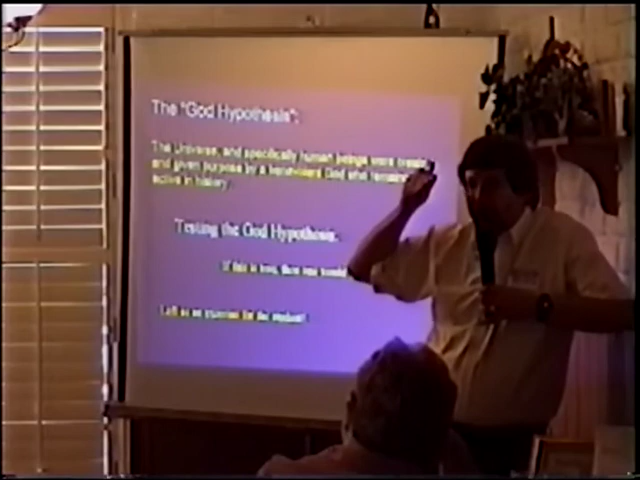 The "God Hypothesis":
The Universe, and specifically human beings were
and given purpose by a benevolent God who remains
active in history.
Testing the God Hypothesis:
If this is true, then one would
Left as an exercise for the student!